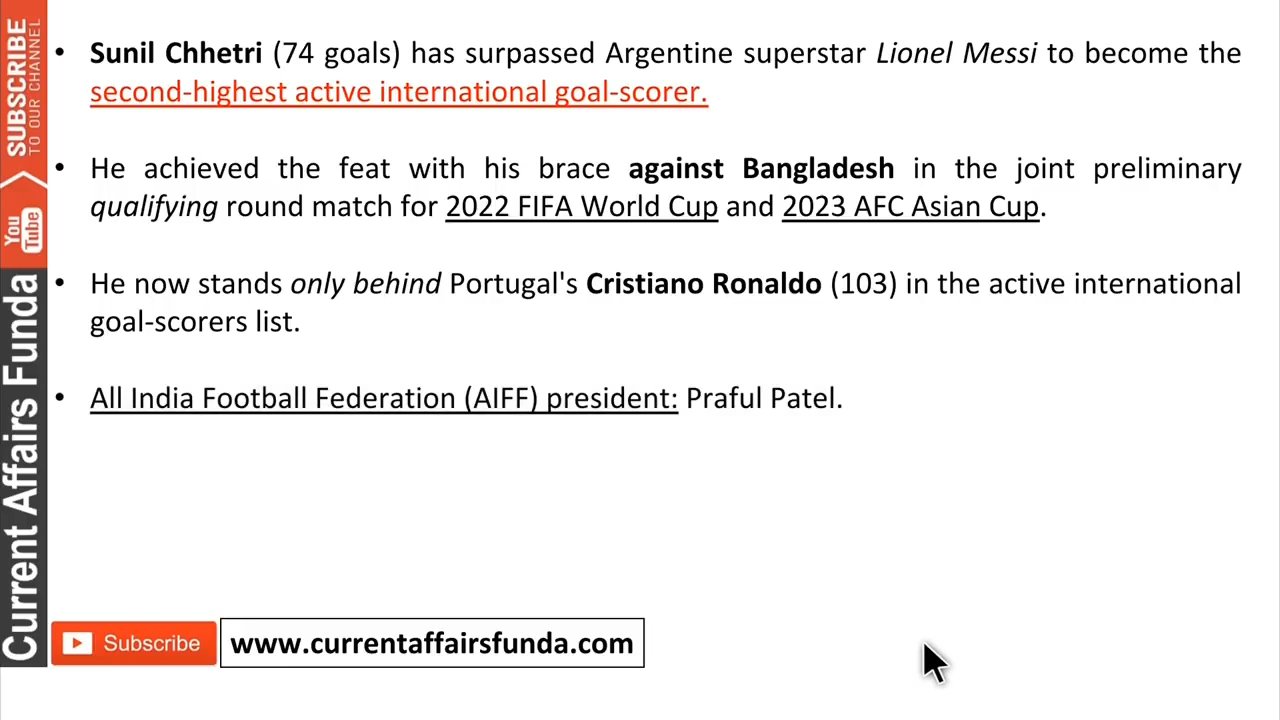 SUBSCRIBE
TO OUR CHANNEL
You
Tube
Current Affairs Funda
• Sunil Chhetri (74 goals) has surpassed Argentine superstar Lionel Messi to become the
second-highest active international goal-scorer.
• He achieved the feat with his brace against Bangladesh in the joint preliminary
qualifying round match for 2022 FIFA World Cup and 2023 AFC Asian Cup.
• He now stands only behind Portugal's Cristiano Ronaldo (103) in the active international
goal-scorers list.
• All India Football Federation (AIFF) president: Praful Patel.
Subscribe
www.currentaffairsfunda.com